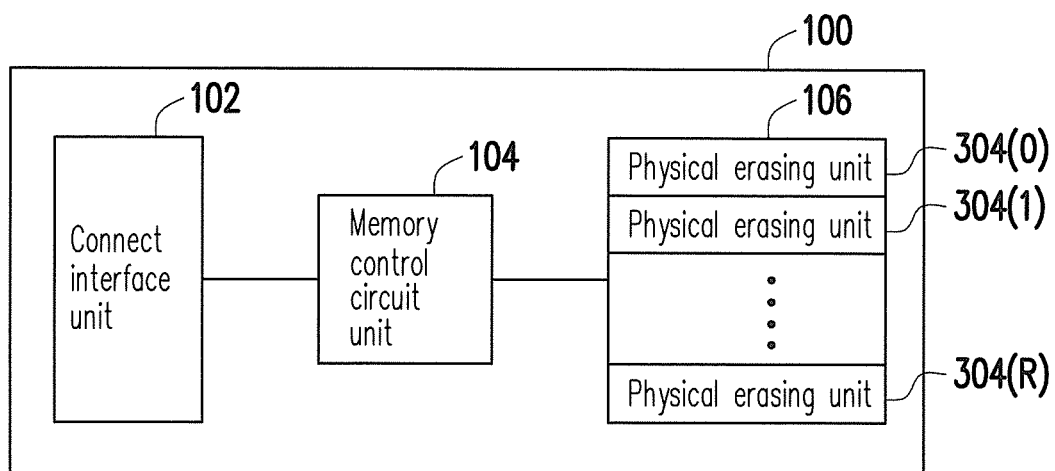 100
102
106
104
304(0)
304(1)
304(R)
Connect
interface
unit
Memory
control
circuit
unit
Physical erasing unit
Physical erasing unit
Physical erasing unit